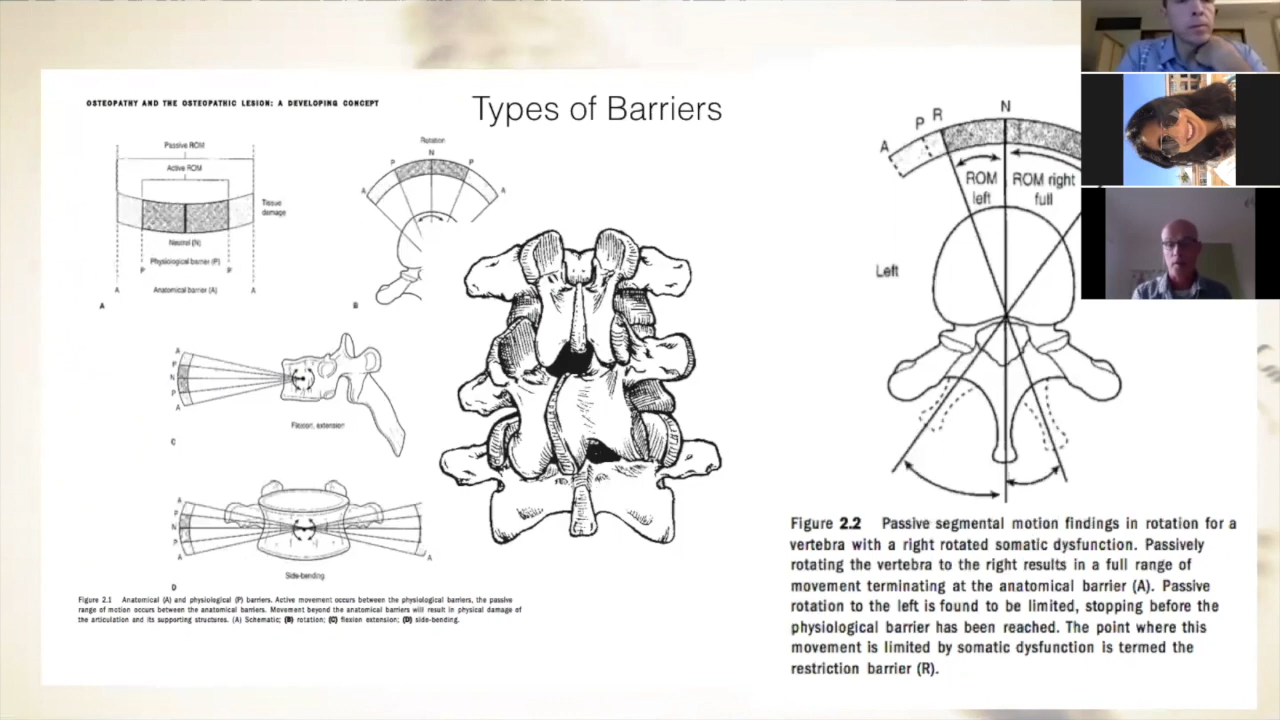 OSTEOPATHY AND THE OSTEOPATHIC LESION: A DEVELOPING CONCEPT
Types of Barriers
Passive ROM
Active ROM
Tissue
damage
Neutral (N)
Physiological barrier (P)
P P
A Anatomical barrier (A) A
A
Rotation
N
P P
A A
B
A
P
N
P
A
Flexion, extension
C
A
P
N
P
A
A
Side-bending
D
Figure 2.1 Anatomical (A) and physiological (P) barriers. Active movement occurs between the physiological barriers, the passive
range of motion occurs between the anatomical barriers. Movement beyond the anatomical barriers will result in physical damage of
the articulation and its supporting structures. (A) Schematic; (B) rotation; (C) flexion extension; (D) side-bending.
N
R
P
A
ROM
left
ROM right
full
Left
Figure 2.2 Passive segmental motion findings in rotation for a
vertebra with a right rotated somatic dysfunction. Passively
rotating the vertebra to the right results in a full range of
movement terminating at the anatomical barrier (A). Passive
rotation to the left is found to be limited, stopping before the
physiological barrier has been reached. The point where this
movement is limited by somatic dysfunction is termed the
restriction barrier (R).